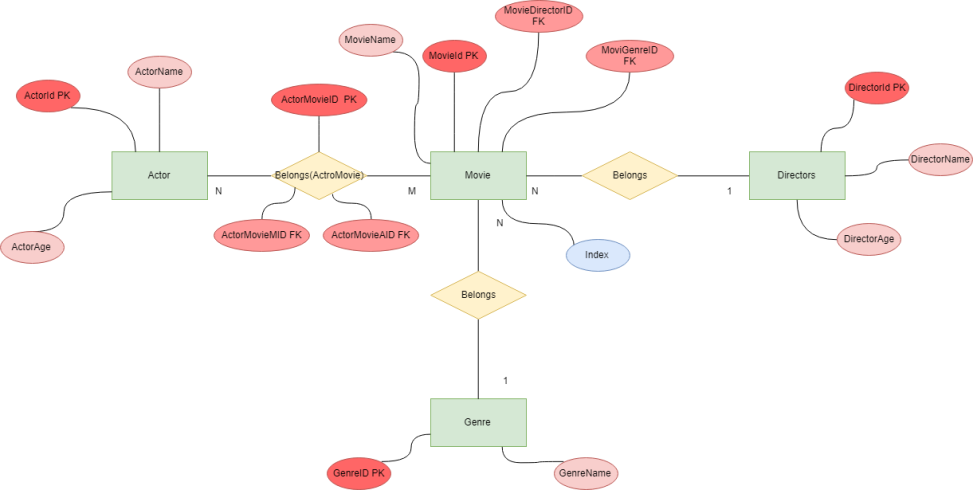 MovieDirectorID
FK
MovieName
MovieId PK
MoviGenreID
FK
ActorName
ActorId PK
ActorMovieID  PK
DirectorId PK
DirectorName
Actor
N
Belongs(ActroMovie)
M
Movie
N
Belongs
1
Directors
ActorAge
ActorMovieMID FK
ActorMovieAID FK
N
Index
DirectorAge
Belongs
1
Genre
GenreID PK
GenreName